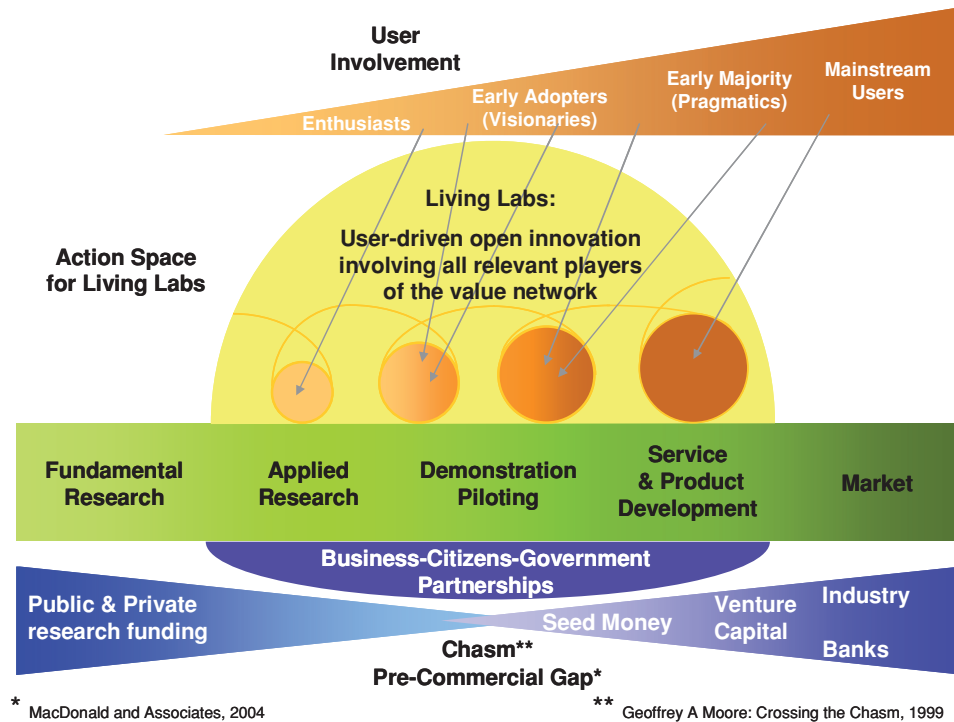 User
Involvement
Enthusiasts
Early Adopters
(Visionaries)
Early Majority
(Pragmatics)
Mainstream
Users
Living Labs:
User-driven open innovation
involving all relevant players
of the value network
Action Space
for Living Labs
Fundamental
Research
Applied
Research
Demonstration
Piloting
Service
& Product
Development
Market
Business-Citizens-Government
Partnerships
Public & Private
research funding
Seed Money
Venture
Capital
Industry
Banks
Chasm**
Pre-Commercial Gap*
* MacDonald and Associates, 2004
** Geoffrey A Moore: Crossing the Chasm, 1999